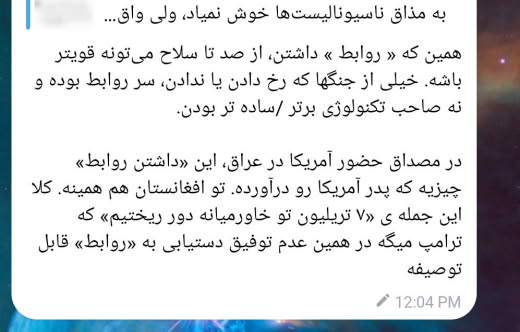 به مذاق ناسیونالیست‌ها خوش نمیاد، ولی واق...
همین که « روابط » داشتن، از صد تا سلاح می‌تونه قویتر
باشه. خیلی از جنگها که رخ دادن یا ندادن، سر روابط بوده و
نه صاحب تکنولوژی برتر /ساده تر بودن.
در مصداق حضور آمریکا در عراق، این «داشتن روابط»
چیزیه که پدر آمریکا رو درآورده. تو افغانستان هم همینه. کلا
این جمله ی «۷ تریلیون تو خاورمیانه دور ریختیم» که
ترامپ میگه در همین عدم توفیق دستیابی به «روابط» قابل
توصیفه
12:04 PM